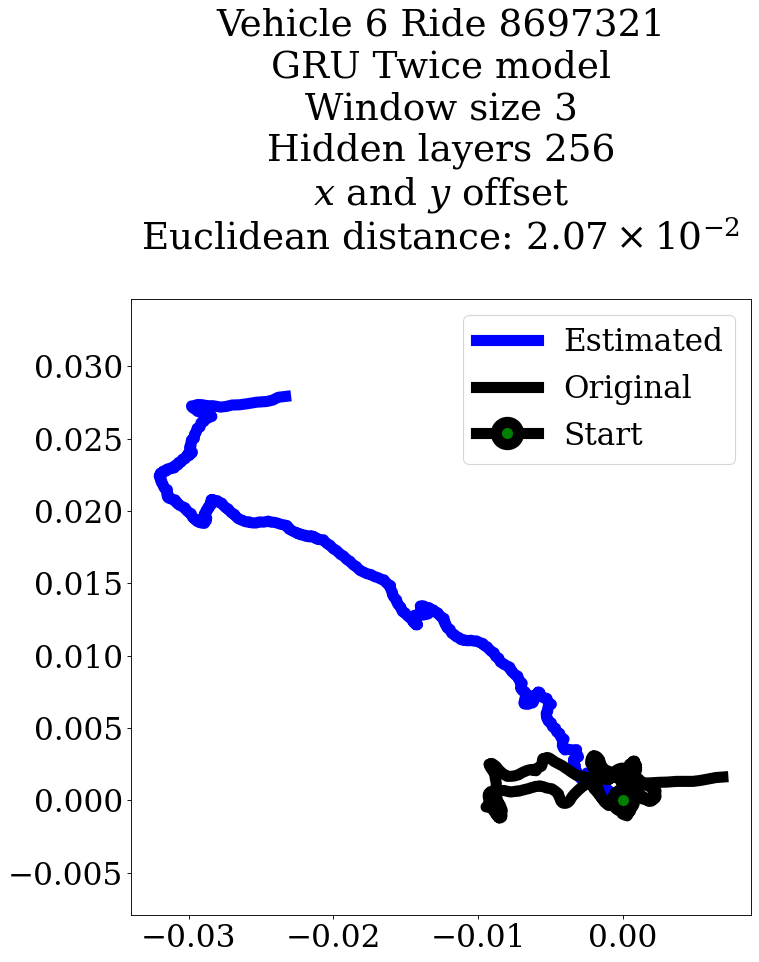 Vehicle 6 Ride 8697321
GRU Twice model
Window size 3
Hidden layers 256
x and y offset
Euclidean distance: 2.07 × 10⁻²
Estimated
Original
Start
0.030
0.025
0.020
0.015
0.010
0.005
0.000
−0.005
−0.03 −0.02 −0.01 0.00